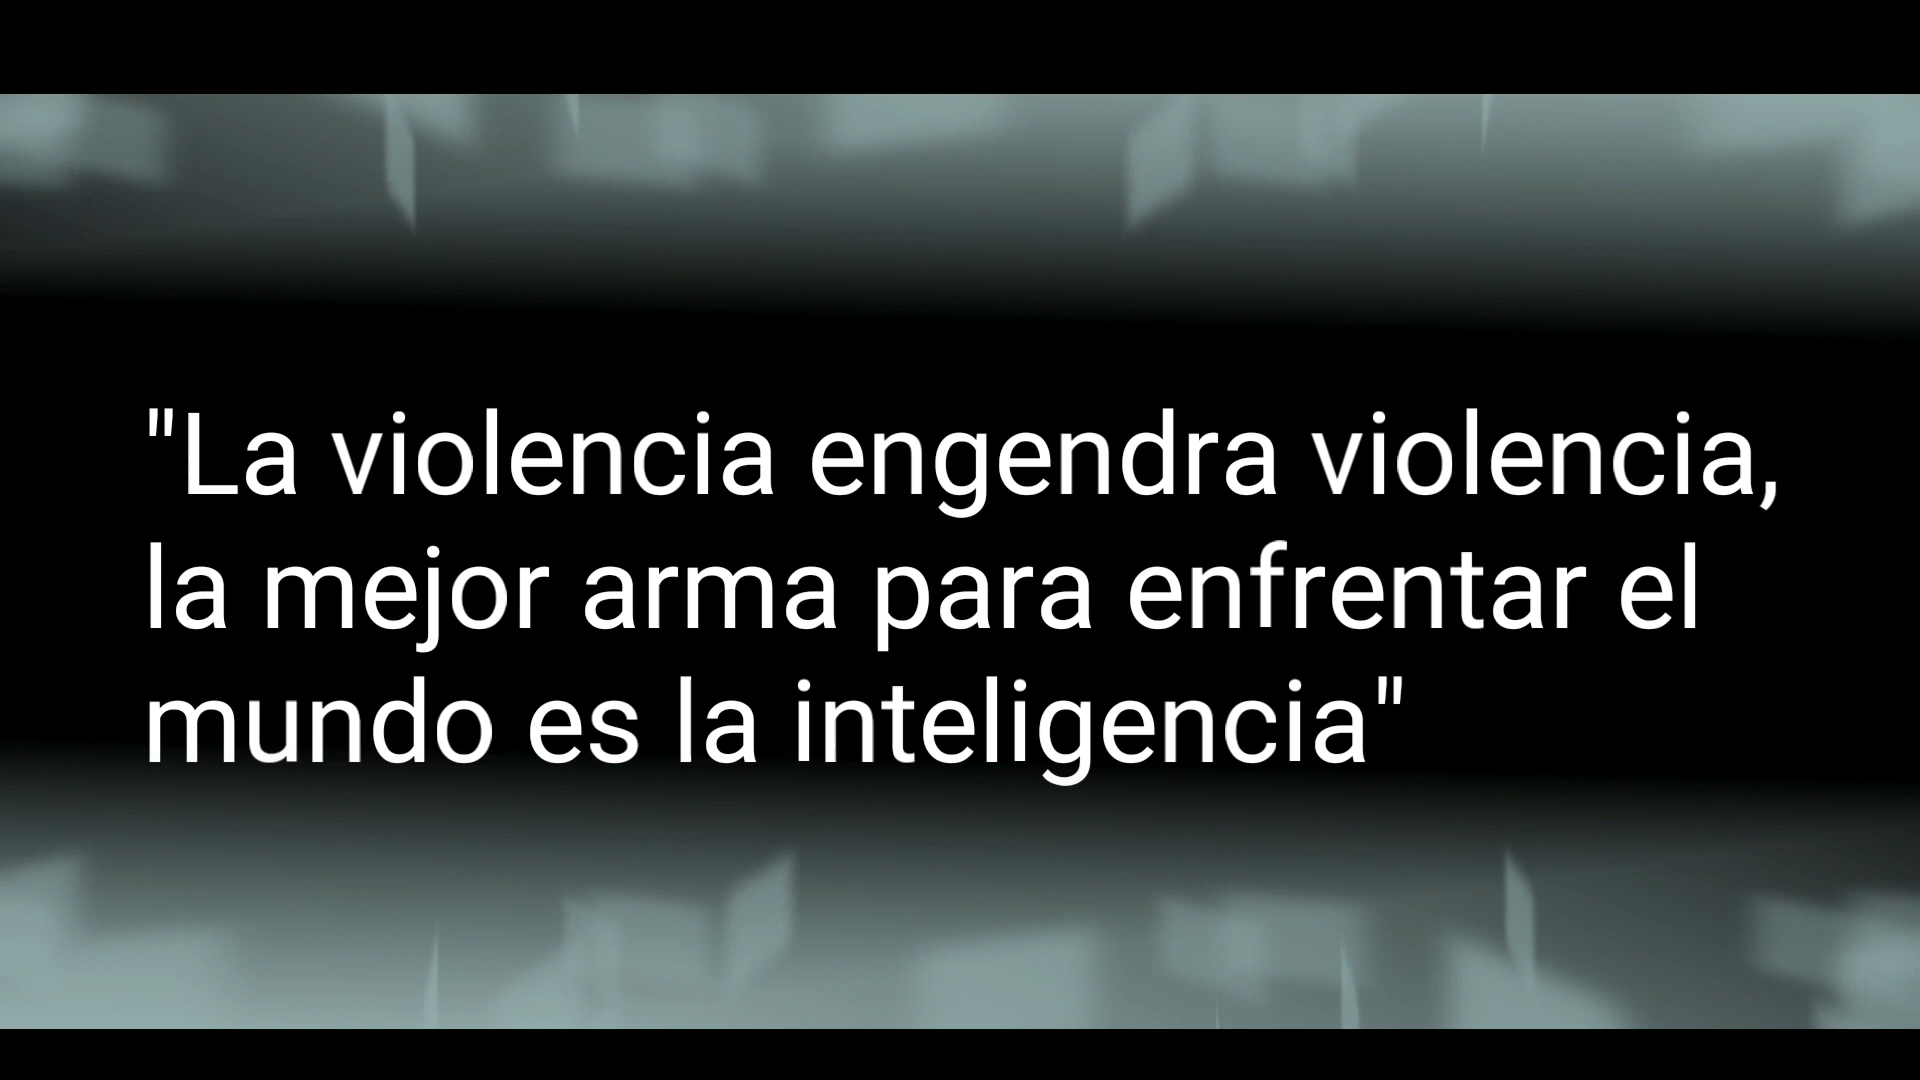 "La violencia engendra violencia,
la mejor arma para enfrentar el
mundo es la inteligencia"